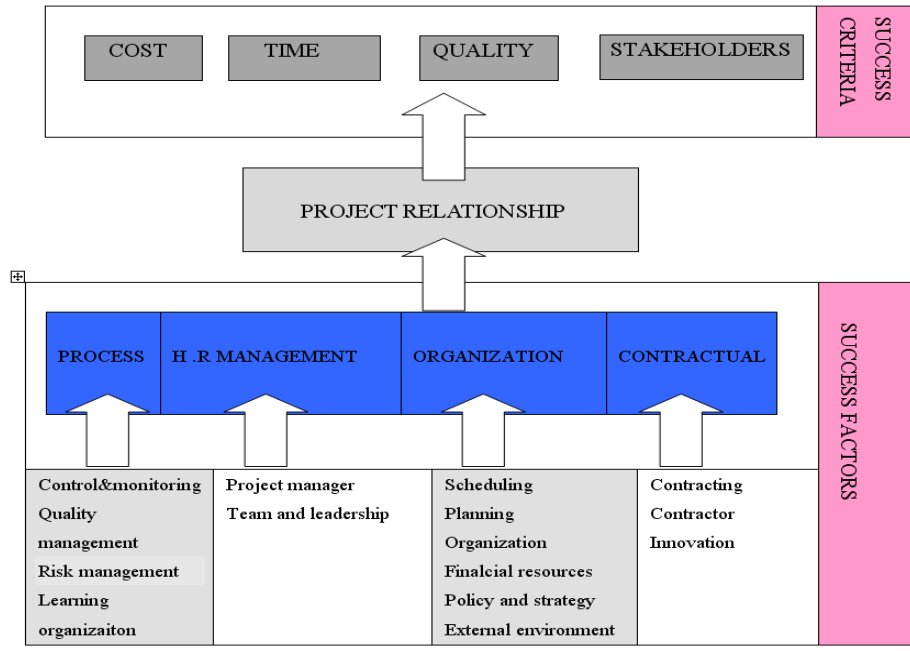 COST
TIME
QUALITY
STAKEHOLDERS
SUCCESS
CRITERIA
PROJECT RELATIONSHIP
PROCESS
H .R MANAGEMENT
ORGANIZATION
CONTRACTUAL
SUCCESS FACTORS
Control&monitoring
Quality
management
Risk management
Learning
organizaiton
Project manager
Team and leadership
Scheduling
Planning
Organization
Finalcial resources
Policy and strategy
External environment
Contracting
Contractor
Innovation